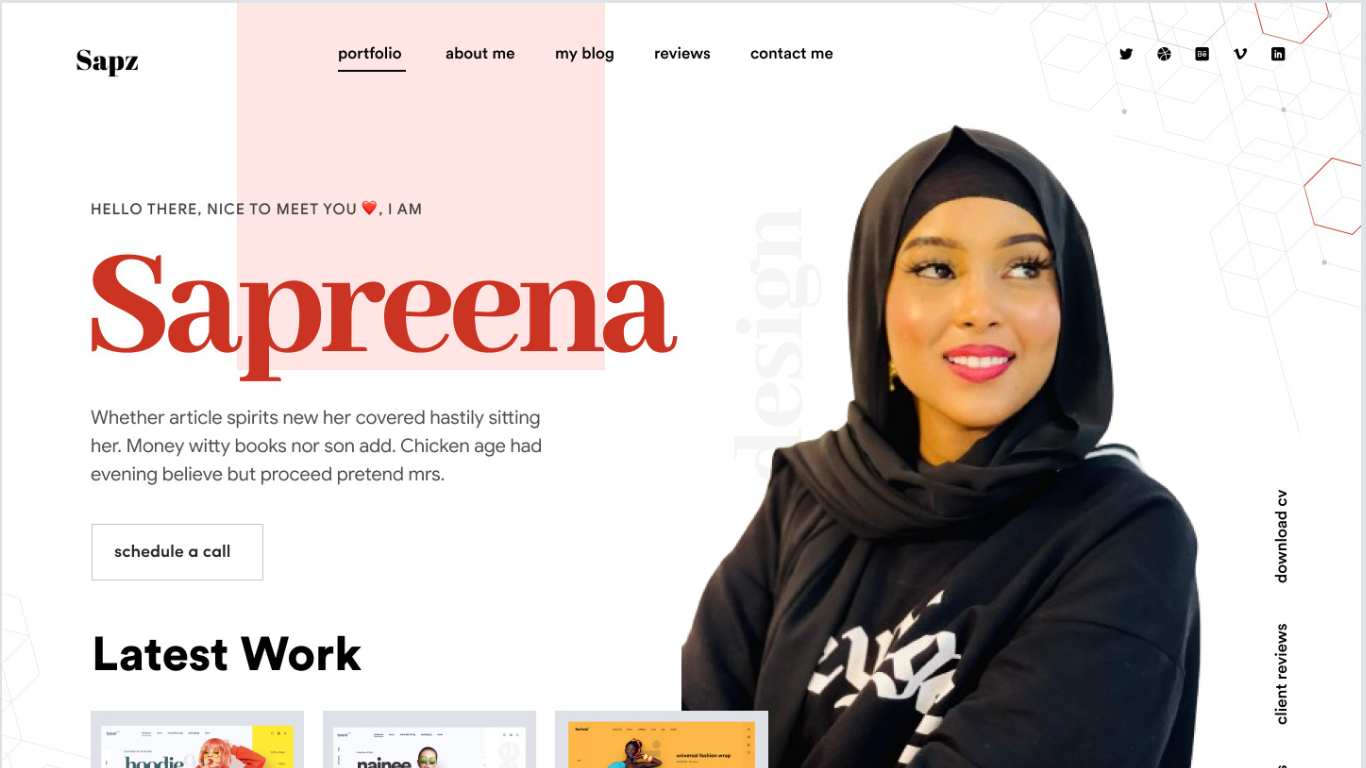 Sapz
portfolio
about me
my blog
reviews
contact me
HELLO THERE, NICE TO MEET YOU ❤️, I AM
Sapreena
design
Whether article spirits new her covered hastily sitting
her. Money witty books nor son add. Chicken age had
evening believe but proceed pretend mrs.
schedule a call
download cv
client reviews
Latest Work
hoodie
nainee
universal fashion wrap